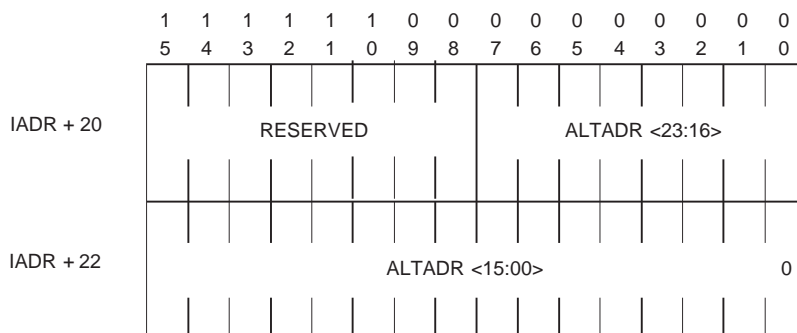 1 1 1 1 1 1 0 0 0 0 0 0 0 0 0 0
5 4 3 2 1 0 9 8 7 6 5 4 3 2 1 0
IADR + 20 RESERVED ALTADR <23:16>
IADR + 22 ALTADR <15:00> 0